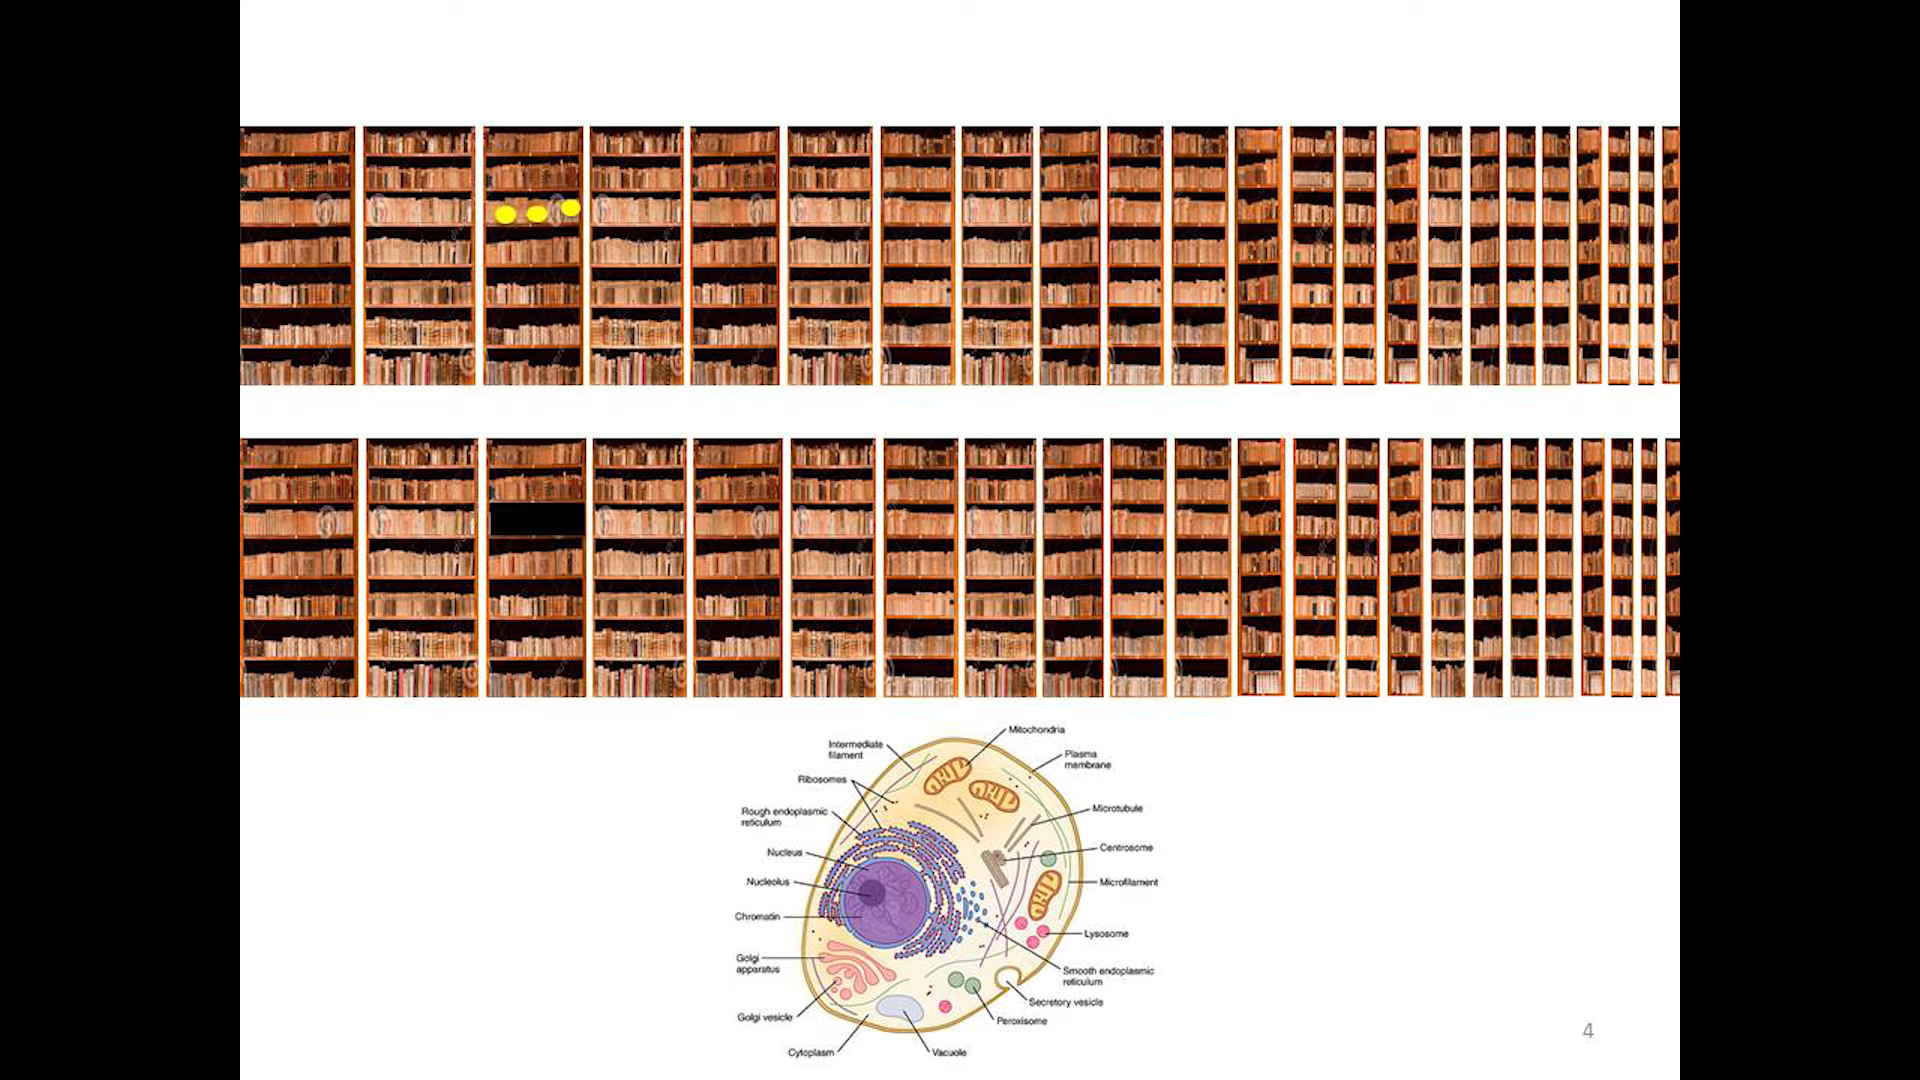 Mitochondria
Intermediate
filament
Plasma
membrane
Ribosomes
Rough endoplasmic
reticulum
Microtubule
Nucleus
Centrosome
Nucleolus
Microfilament
Chromatin
Lysosome
Golgi
apparatus
Smooth endoplasmic
reticulum
Secretory vesicle
Golgi vesicle
Peroxisome
Cytoplasm
Vacuole
4